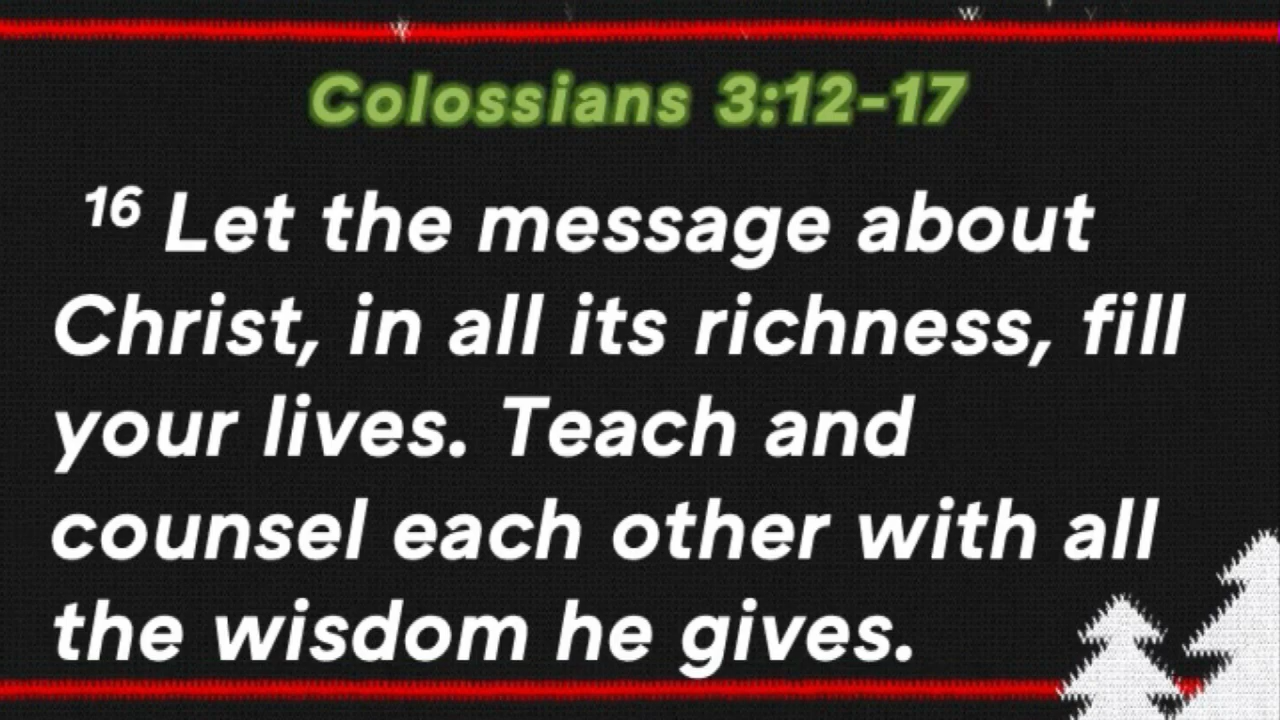 Colossians 3:12-17
16 Let the message about
Christ, in all its richness, fill
your lives. Teach and
counsel each other with all
the wisdom he gives.